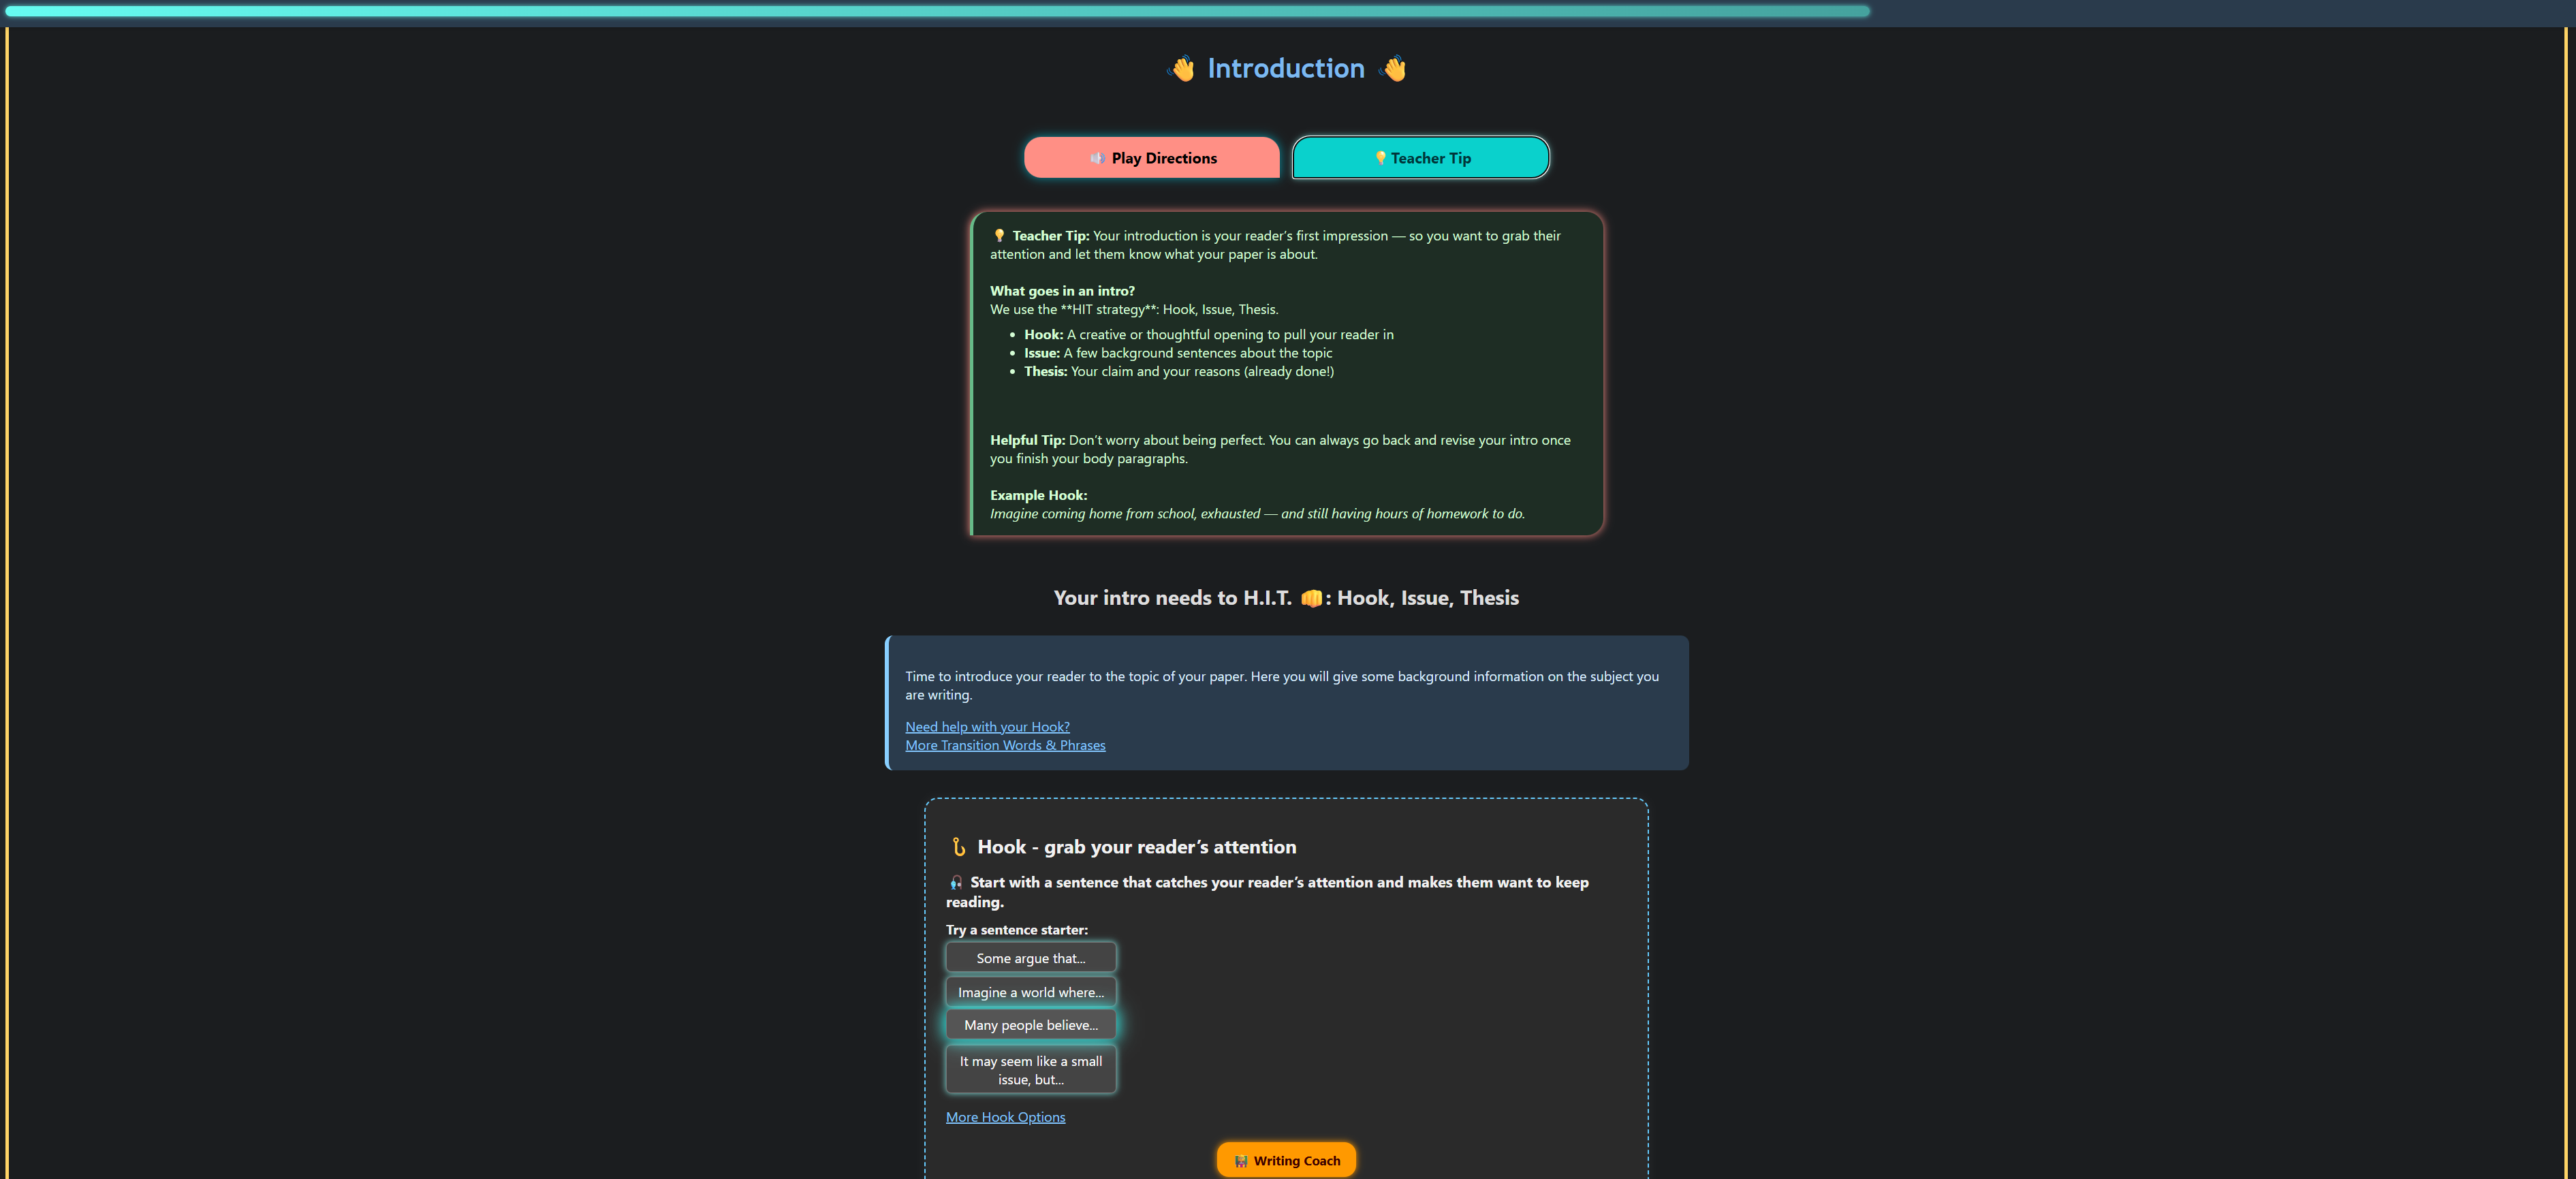 👋 Introduction 👋
Play Directions
💡Teacher Tip
💡 Teacher Tip: Your introduction is your reader’s first impression — so you want to grab their
attention and let them know what your paper is about.
What goes in an intro?
We use the **HIT strategy**: Hook, Issue, Thesis.
• Hook: A creative or thoughtful opening to pull your reader in
• Issue: A few background sentences about the topic
• Thesis: Your claim and your reasons (already done!)
Helpful Tip: Don’t worry about being perfect. You can always go back and revise your intro once
you finish your body paragraphs.
Example Hook:
Imagine coming home from school, exhausted — and still having hours of homework to do.
Your intro needs to H.I.T. 👊: Hook, Issue, Thesis
Time to introduce your reader to the topic of your paper. Here you will give some background information on the subject you
are writing.
Need help with your Hook?
More Transition Words & Phrases
🪝 Hook - grab your reader’s attention
🎣 Start with a sentence that catches your reader’s attention and makes them want to keep
reading.
Try a sentence starter:
Some argue that...
Imagine a world where...
Many people believe...
It may seem like a small
issue, but...
More Hook Options
Writing Coach